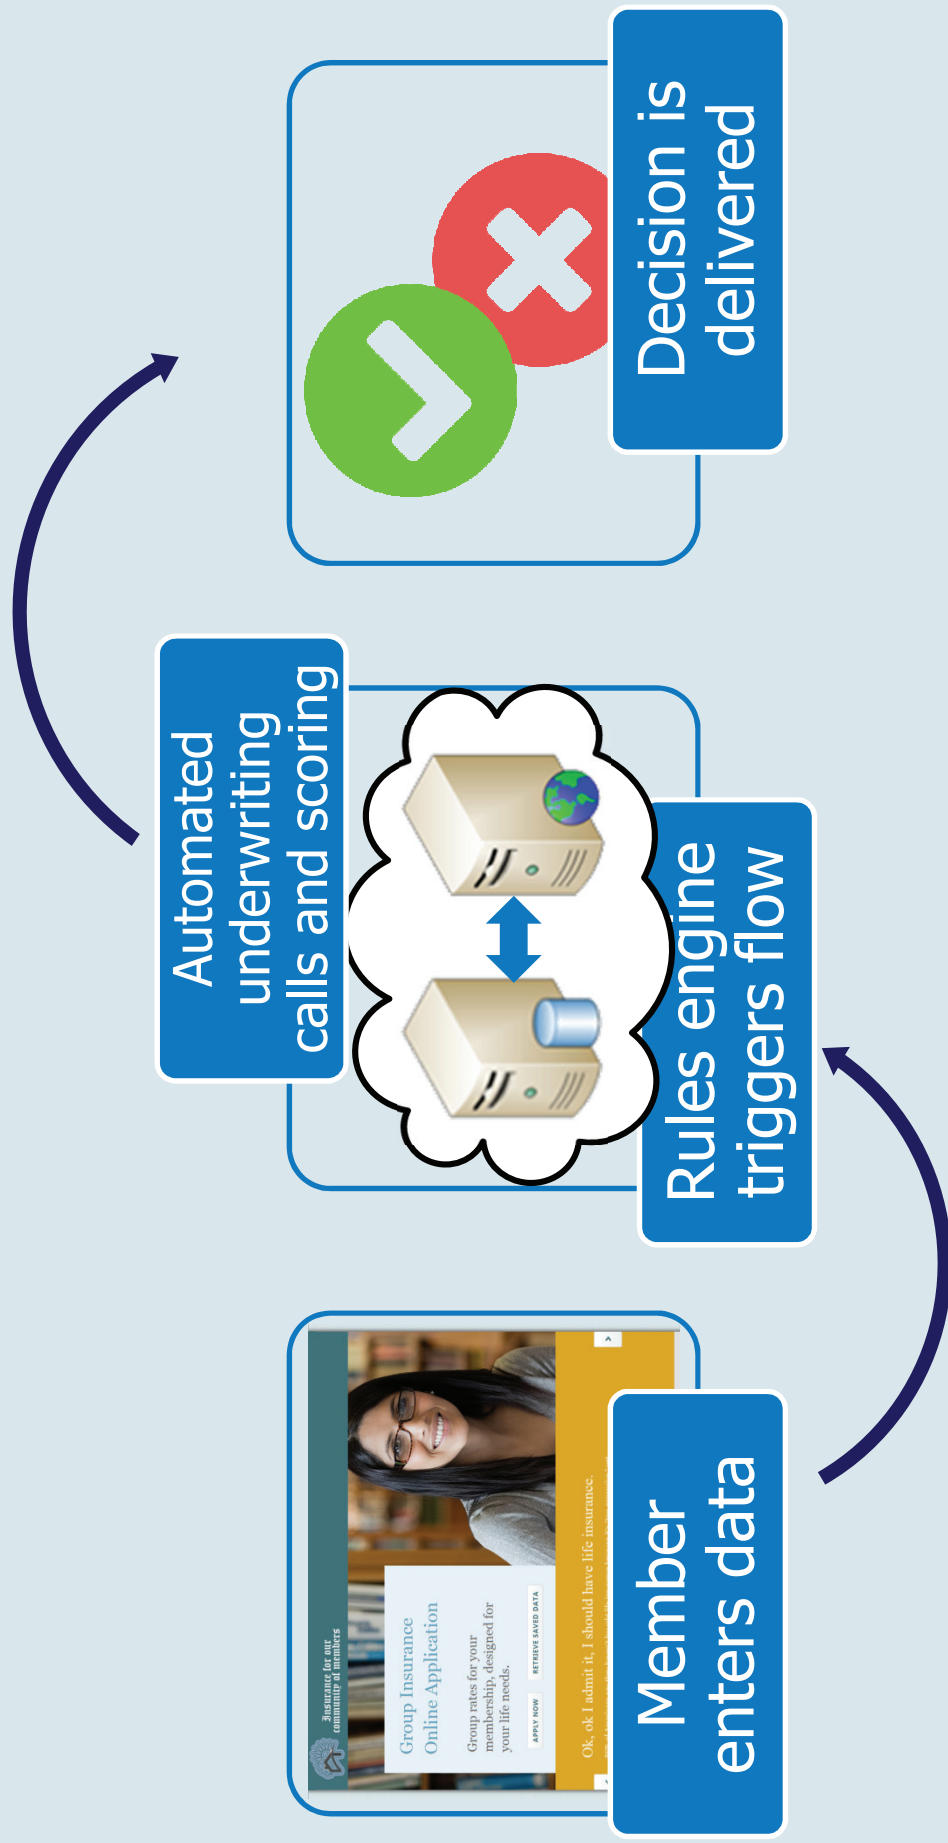 Insurance for our
community of members
Group Insurance
Online Application
Group rates for your
membership, designed for
your life needs.
APPLY NOW
RETRIEVE SAVED DATA
Ok, ok I admit it, I should have life insurance.
Member
enters data
Automated
underwriting
calls and scoring
Rules engine
triggers flow
Decision is
delivered